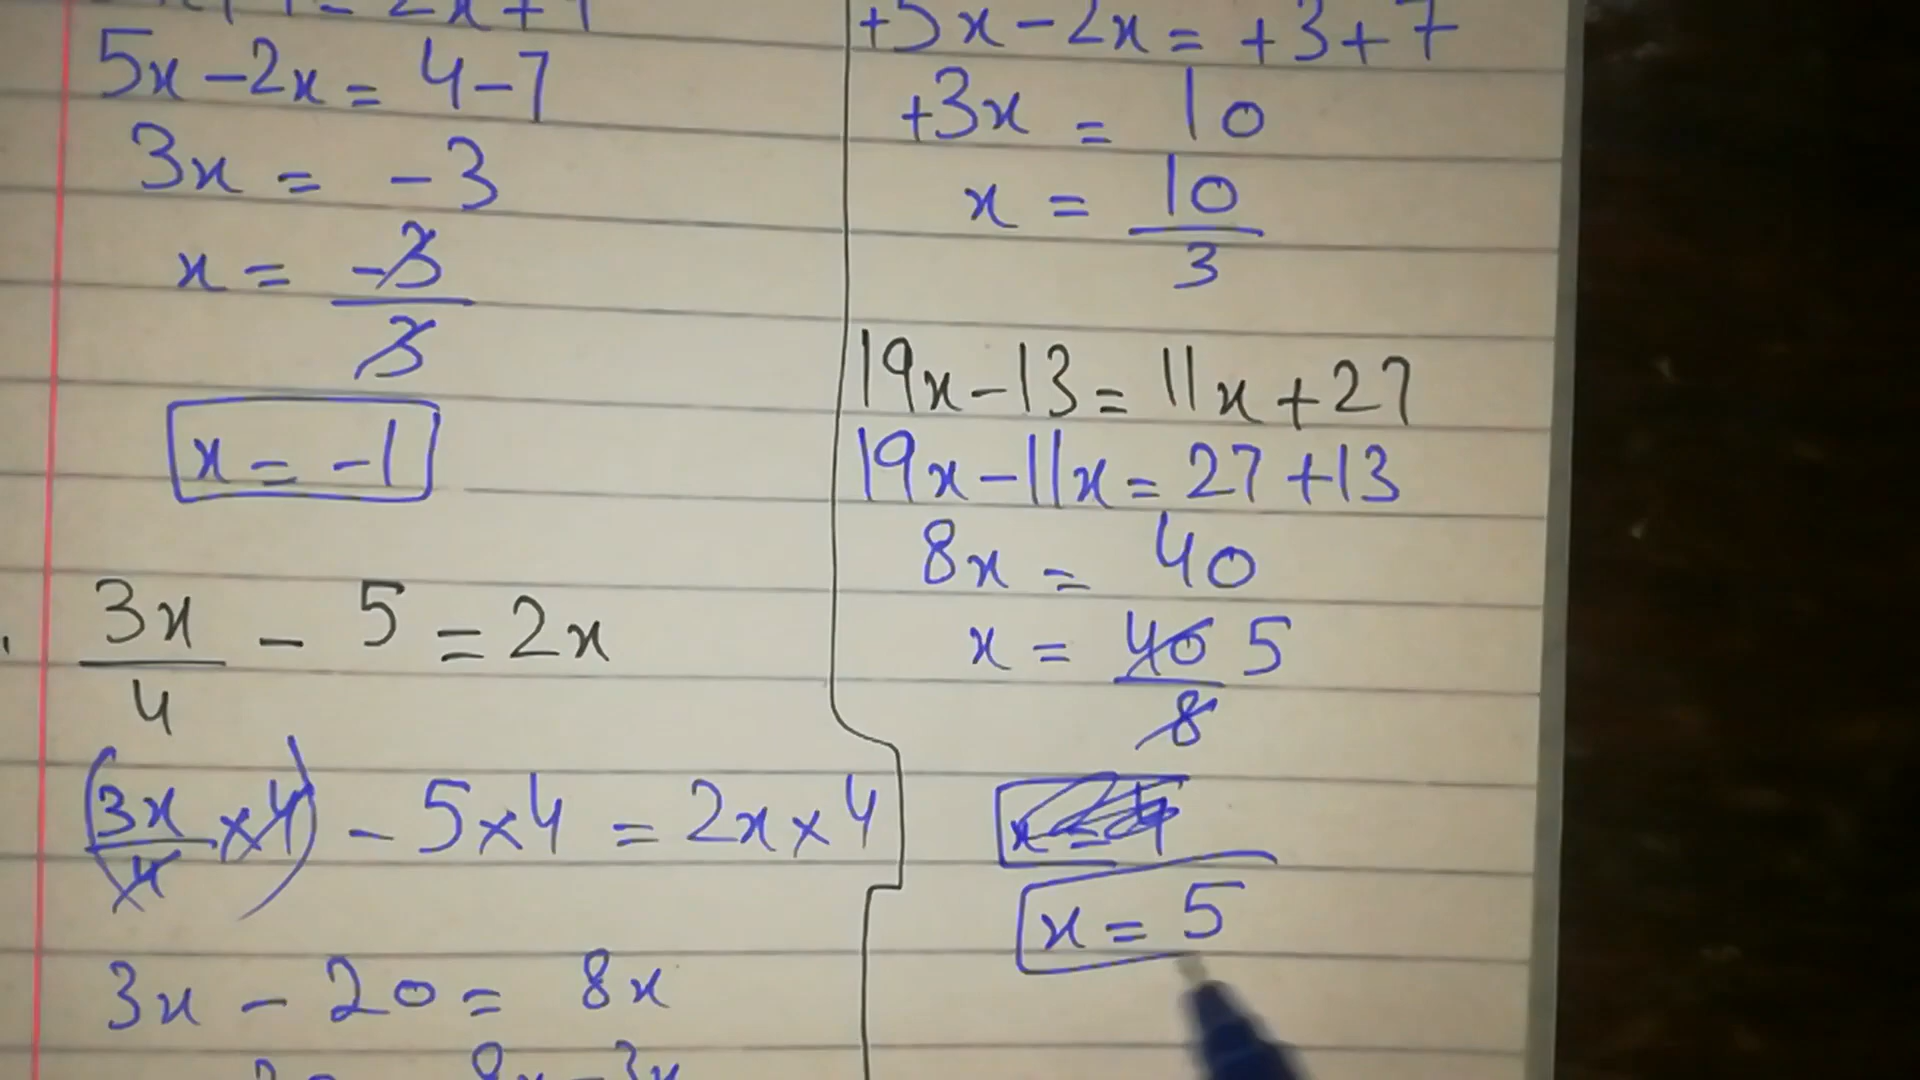 5x - 2x = 4 - 7
3x = -3
x = -3
3
x = -1
3x - 5 = 2x
4
(3x × 4) - 5 × 4 = 2x × 4
4
3x - 20 = 8x
8x - 3x
+5x - 2x = +3 + 7
+3x = 10
x = 10
3
19x - 13 = 11x + 27
19x - 11x = 27 + 13
8x = 40
x = 40 5
8
x = 5